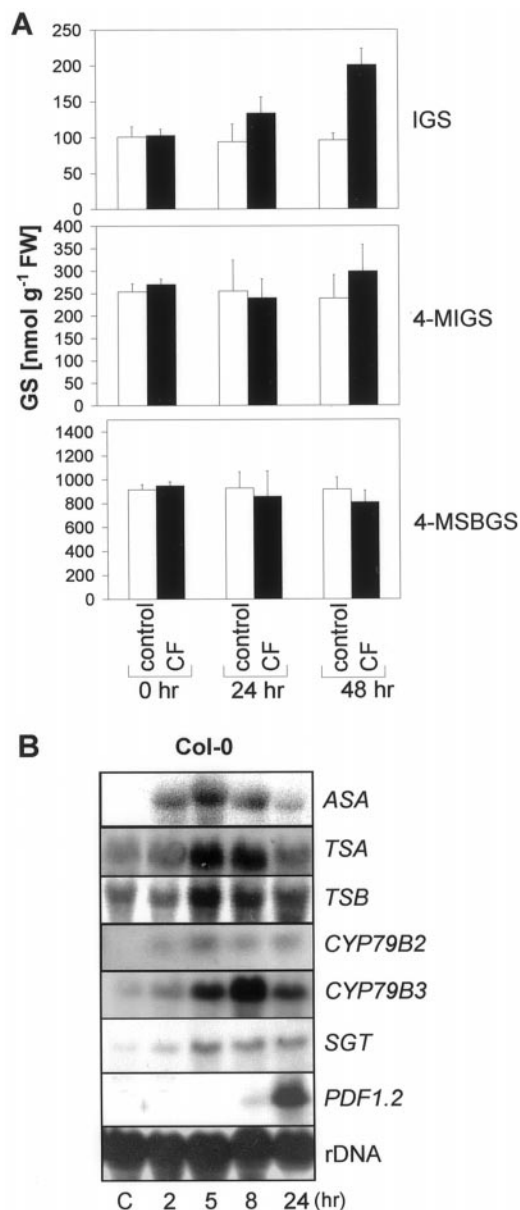 A
250
200
150
100
50
0
IGS
400
350
300
250
200
150
100
50
0
4-MIGS
1400
1200
1000
800
600
400
200
0
4-MSBGS
GS [nmol g⁻¹ FW]
control CF control CF control CF
0 hr 24 hr 48 hr
B
Col-0
ASA
TSA
TSB
CYP79B2
CYP79B3
SGT
PDF1.2
rDNA
C 2 5 8 24 (hr)